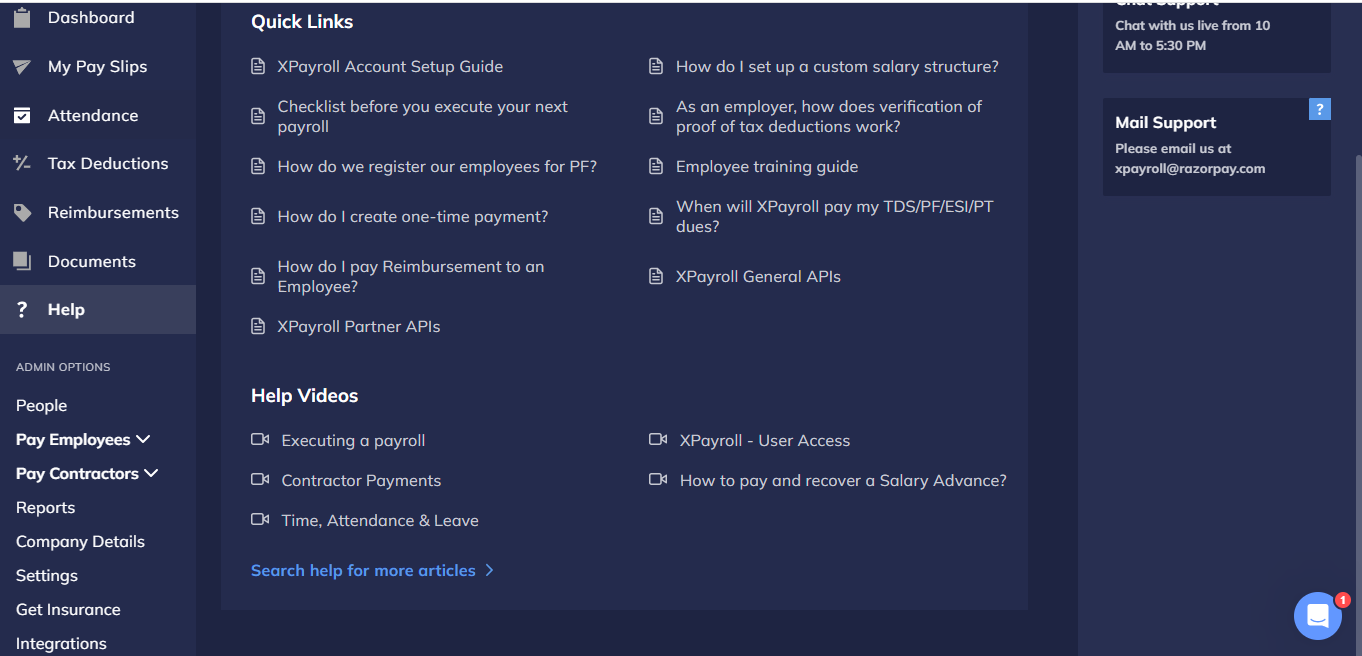 Dashboard
My Pay Slips
Attendance
Tax Deductions
Reimbursements
Documents
? Help
ADMIN OPTIONS
People
Pay Employees
Pay Contractors
Reports
Company Details
Settings
Get Insurance
Integrations
Quick Links
XPayroll Account Setup Guide
How do I set up a custom salary structure?
Checklist before you execute your next
payroll
As an employer, how does verification of
proof of tax deductions work?
How do we register our employees for PF?
Employee training guide
How do I create one-time payment?
When will XPayroll pay my TDS/PF/ESI/PT
dues?
How do I pay Reimbursement to an
Employee?
XPayroll General APIs
XPayroll Partner APIs
Help Videos
Executing a payroll
XPayroll - User Access
Contractor Payments
How to pay and recover a Salary Advance?
Time, Attendance & Leave
Search help for more articles
Chat Support
Chat with us live from 10
AM to 5:30 PM
?
Mail Support
Please email us at
xpayroll@razorpay.com
1